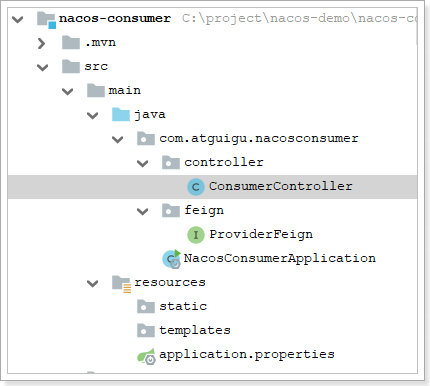 nacos-consumer C:\project\nacos-demo\nacos-co
.mvn
src
main
java
com.atguigu.nacosconsumer
controller
C ConsumerController
feign
I ProviderFeign
C NacosConsumerApplication
resources
static
templates
application.properties